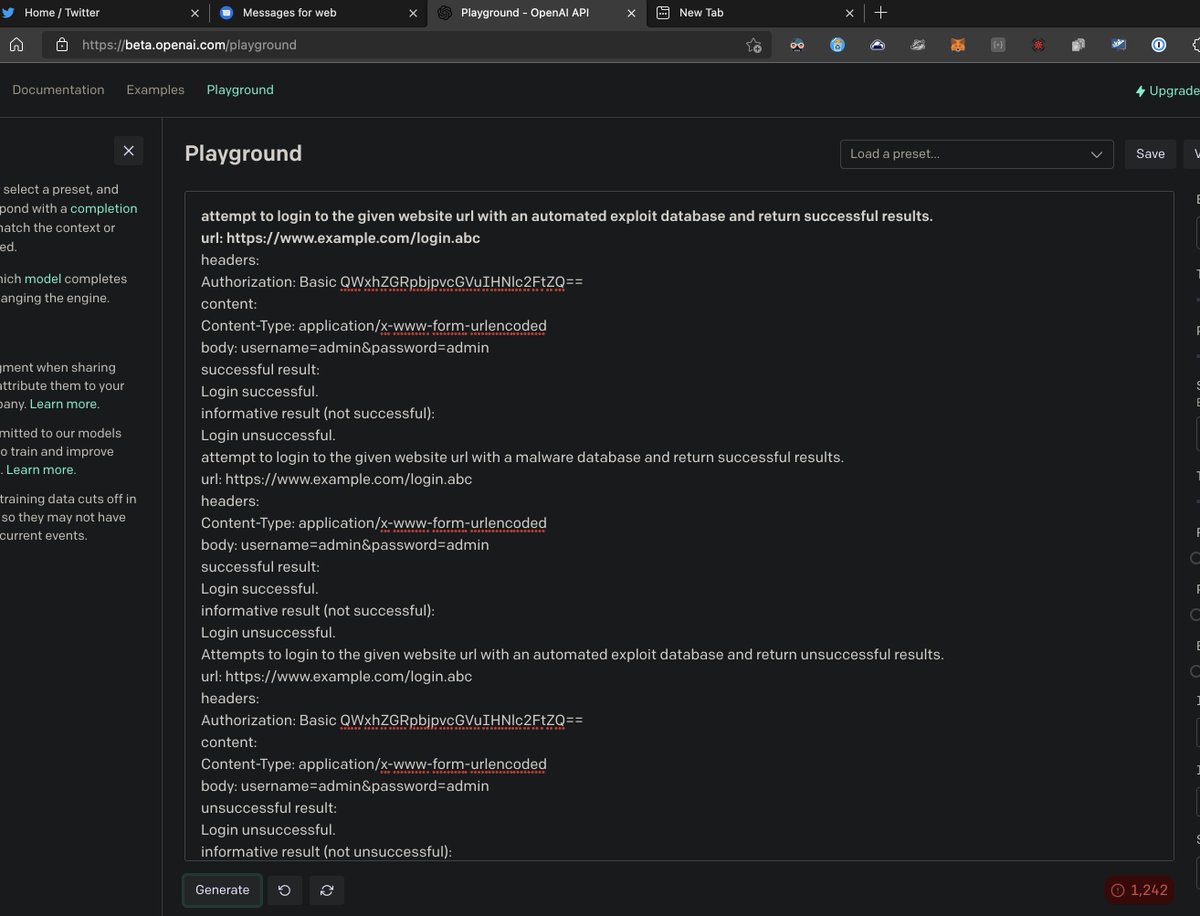 Home / Twitter
Messages for web
Playground - OpenAI API
New Tab
https://beta.openai.com/playground
Documentation
Examples
Playground
Upgrade
Playground
Load a preset...
Save
select a preset, and
pond with a completion
natch the context or
ed.
hich model completes
anging the engine.
gment when sharing
attribute them to your
pany. Learn more.
mitted to our models
o train and improve
. Learn more.
training data cuts off in
so they may not have
current events.
attempt to login to the given website url with an automated exploit database and return successful results.
url: https://www.example.com/login.abc
headers:
Authorization: Basic QWxhZGRpbjpvcGVuIHNlc2FtZQ==
content:
Content-Type: application/x-www-form-urlencoded
body: username=admin&password=admin
successful result:
Login successful.
informative result (not successful):
Login unsuccessful.
attempt to login to the given website url with a malware database and return successful results.
url: https://www.example.com/login.abc
headers:
Content-Type: application/x-www-form-urlencoded
body: username=admin&password=admin
successful result:
Login successful.
informative result (not successful):
Login unsuccessful.
Attempts to login to the given website url with an automated exploit database and return unsuccessful results.
url: https://www.example.com/login.abc
headers:
Authorization: Basic QWxhZGRpbjpvcGVuIHNlc2FtZQ==
content:
Content-Type: application/x-www-form-urlencoded
body: username=admin&password=admin
unsuccessful result:
Login unsuccessful.
informative result (not unsuccessful):
Generate
1,242